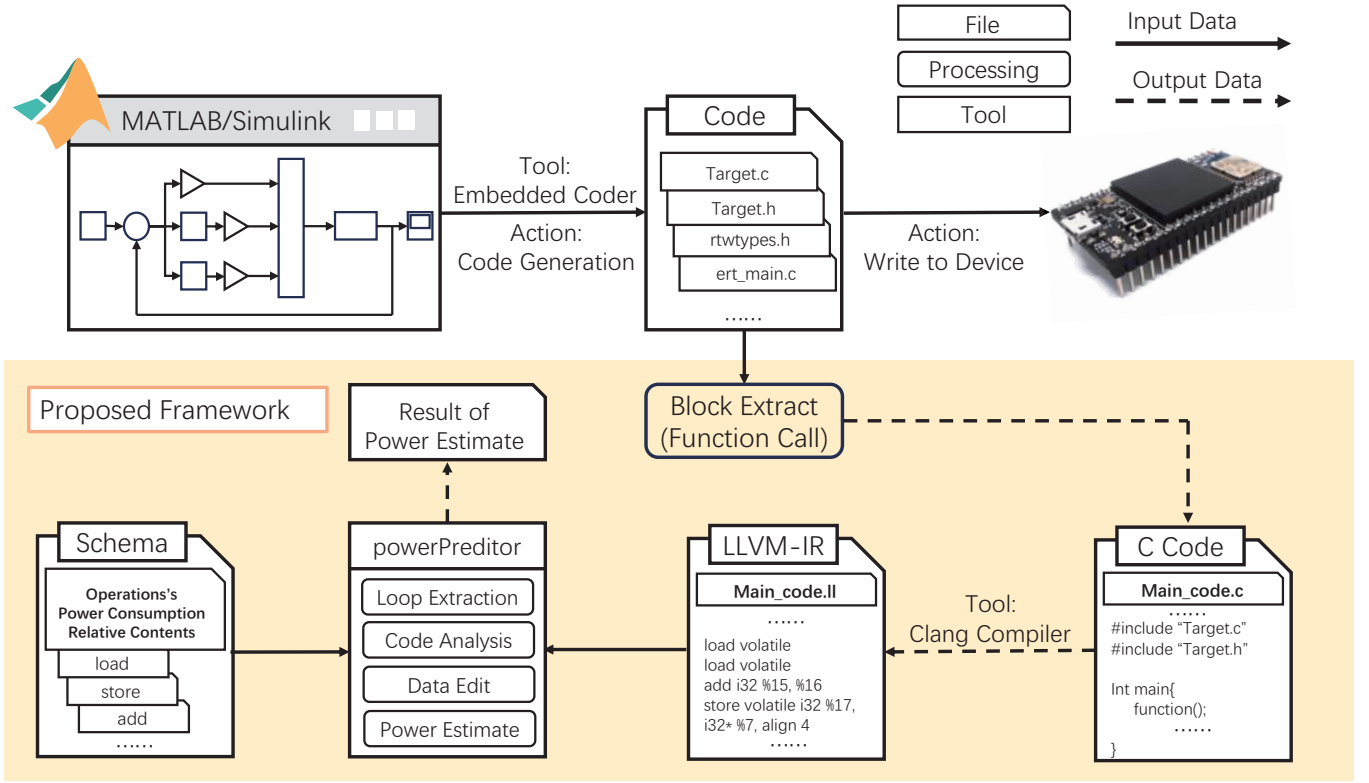 File
Processing
Tool
Input Data
Output Data
MATLAB/Simulink
Tool:
Embedded Coder
Action:
Code Generation
Code
Target.c
Target.h
rtwtypes.h
ert_main.c
……
Action:
Write to Device
Proposed Framework
Result of
Power Estimate
Block Extract
(Function Call)
Schema
Operations's
Power Consumption
Relative Contents
load
store
add
……
powerPreditor
Loop Extraction
Code Analysis
Data Edit
Power Estimate
LLVM-IR
Main_code.ll
……
load volatile
load volatile
add i32 %15, %16
store volatile i32 %17,
i32* %7, align 4
……
Tool:
Clang Compiler
C Code
Main_code.c
……
#include “Target.c”
#include “Target.h”
Int main{
function();
……
}